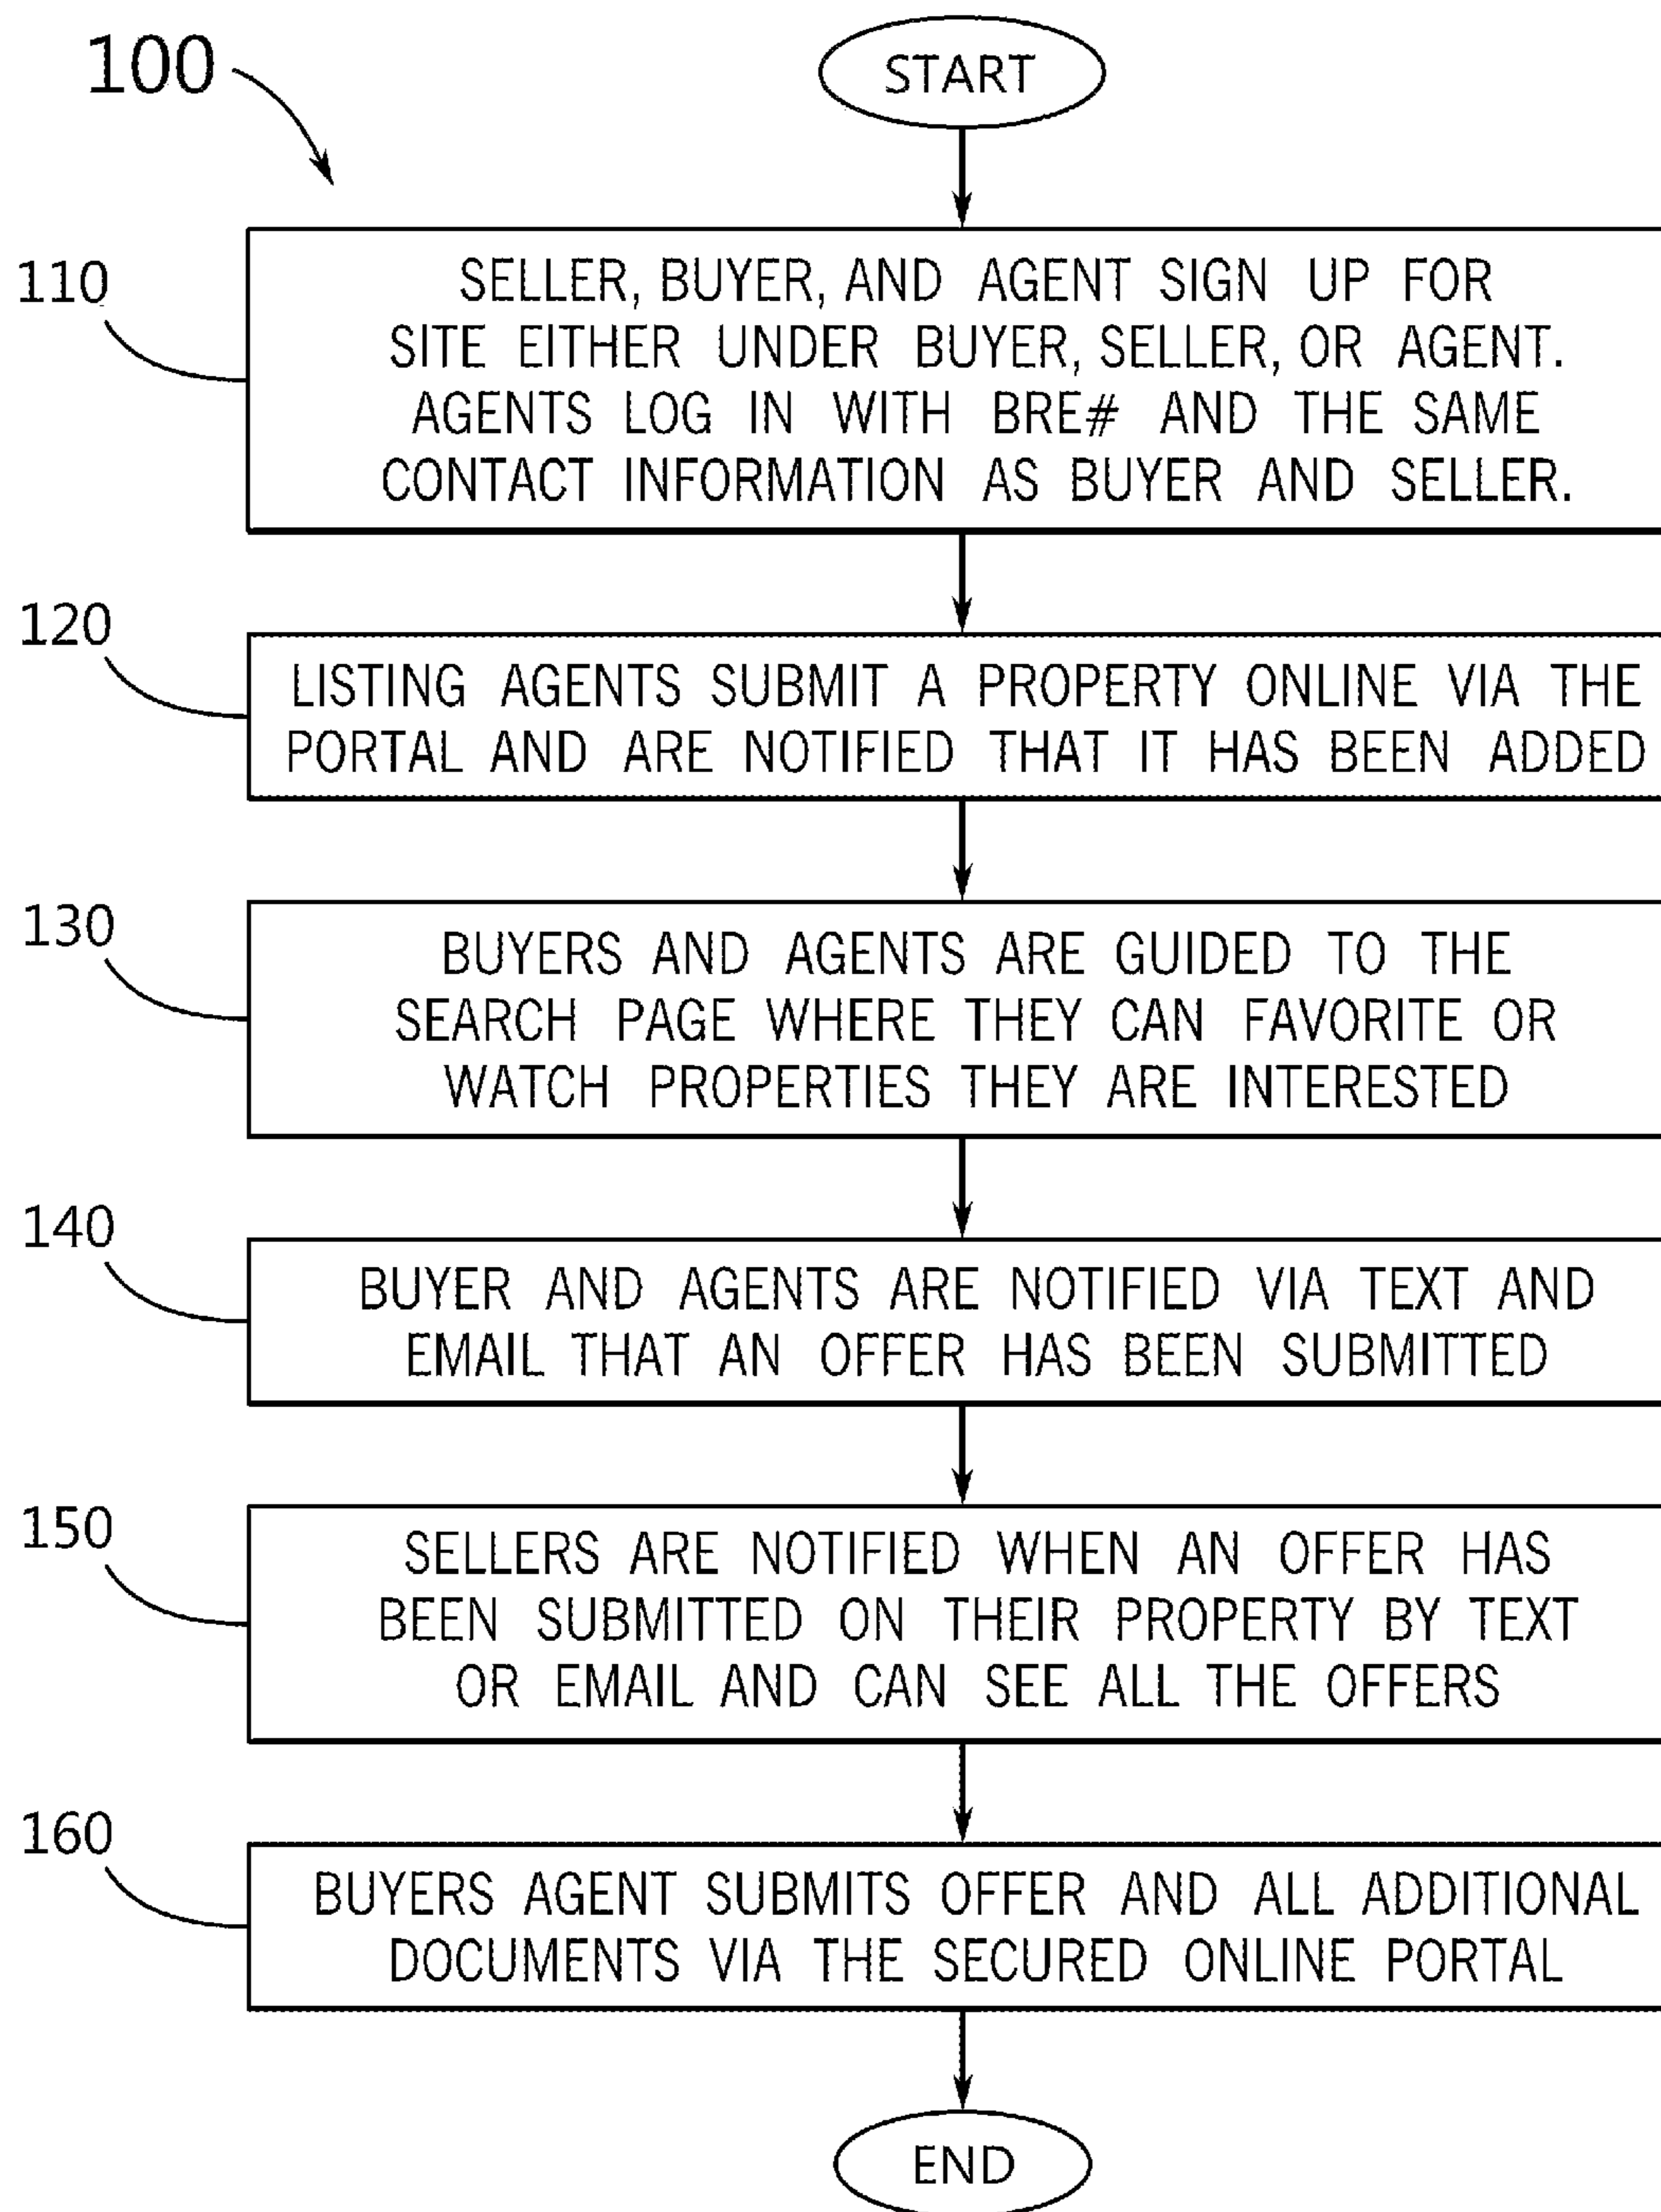 100
START
110
SELLER, BUYER, AND AGENT SIGN UP FOR
SITE EITHER UNDER BUYER, SELLER, OR AGENT.
AGENTS LOG IN WITH BRE# AND THE SAME
CONTACT INFORMATION AS BUYER AND SELLER.
120
LISTING AGENTS SUBMIT A PROPERTY ONLINE VIA THE
PORTAL AND ARE NOTIFIED THAT IT HAS BEEN ADDED
130
BUYERS AND AGENTS ARE GUIDED TO THE
SEARCH PAGE WHERE THEY CAN FAVORITE OR
WATCH PROPERTIES THEY ARE INTERESTED
140
BUYER AND AGENTS ARE NOTIFIED VIA TEXT AND
EMAIL THAT AN OFFER HAS BEEN SUBMITTED
150
SELLERS ARE NOTIFIED WHEN AN OFFER HAS
BEEN SUBMITTED ON THEIR PROPERTY BY TEXT
OR EMAIL AND CAN SEE ALL THE OFFERS
160
BUYERS AGENT SUBMITS OFFER AND ALL ADDITIONAL
DOCUMENTS VIA THE SECURED ONLINE PORTAL
END